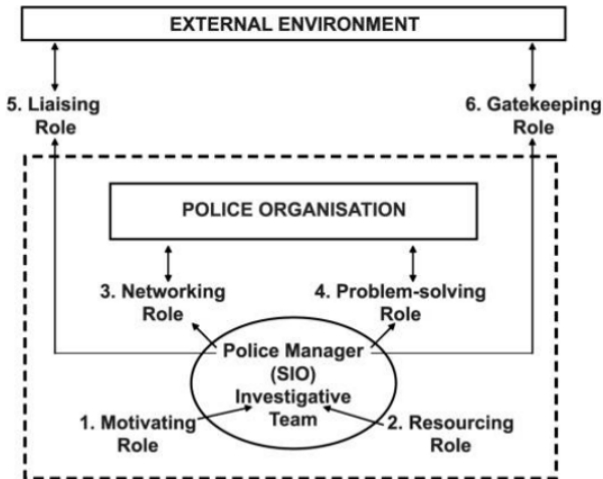 EXTERNAL ENVIRONMENT
5. Liaising
Role
6. Gatekeeping
Role
POLICE ORGANISATION
3. Networking
Role
4. Problem-solving
Role
Police Manager
(SIO)
Investigative
Team
1. Motivating
Role
2. Resourcing
Role